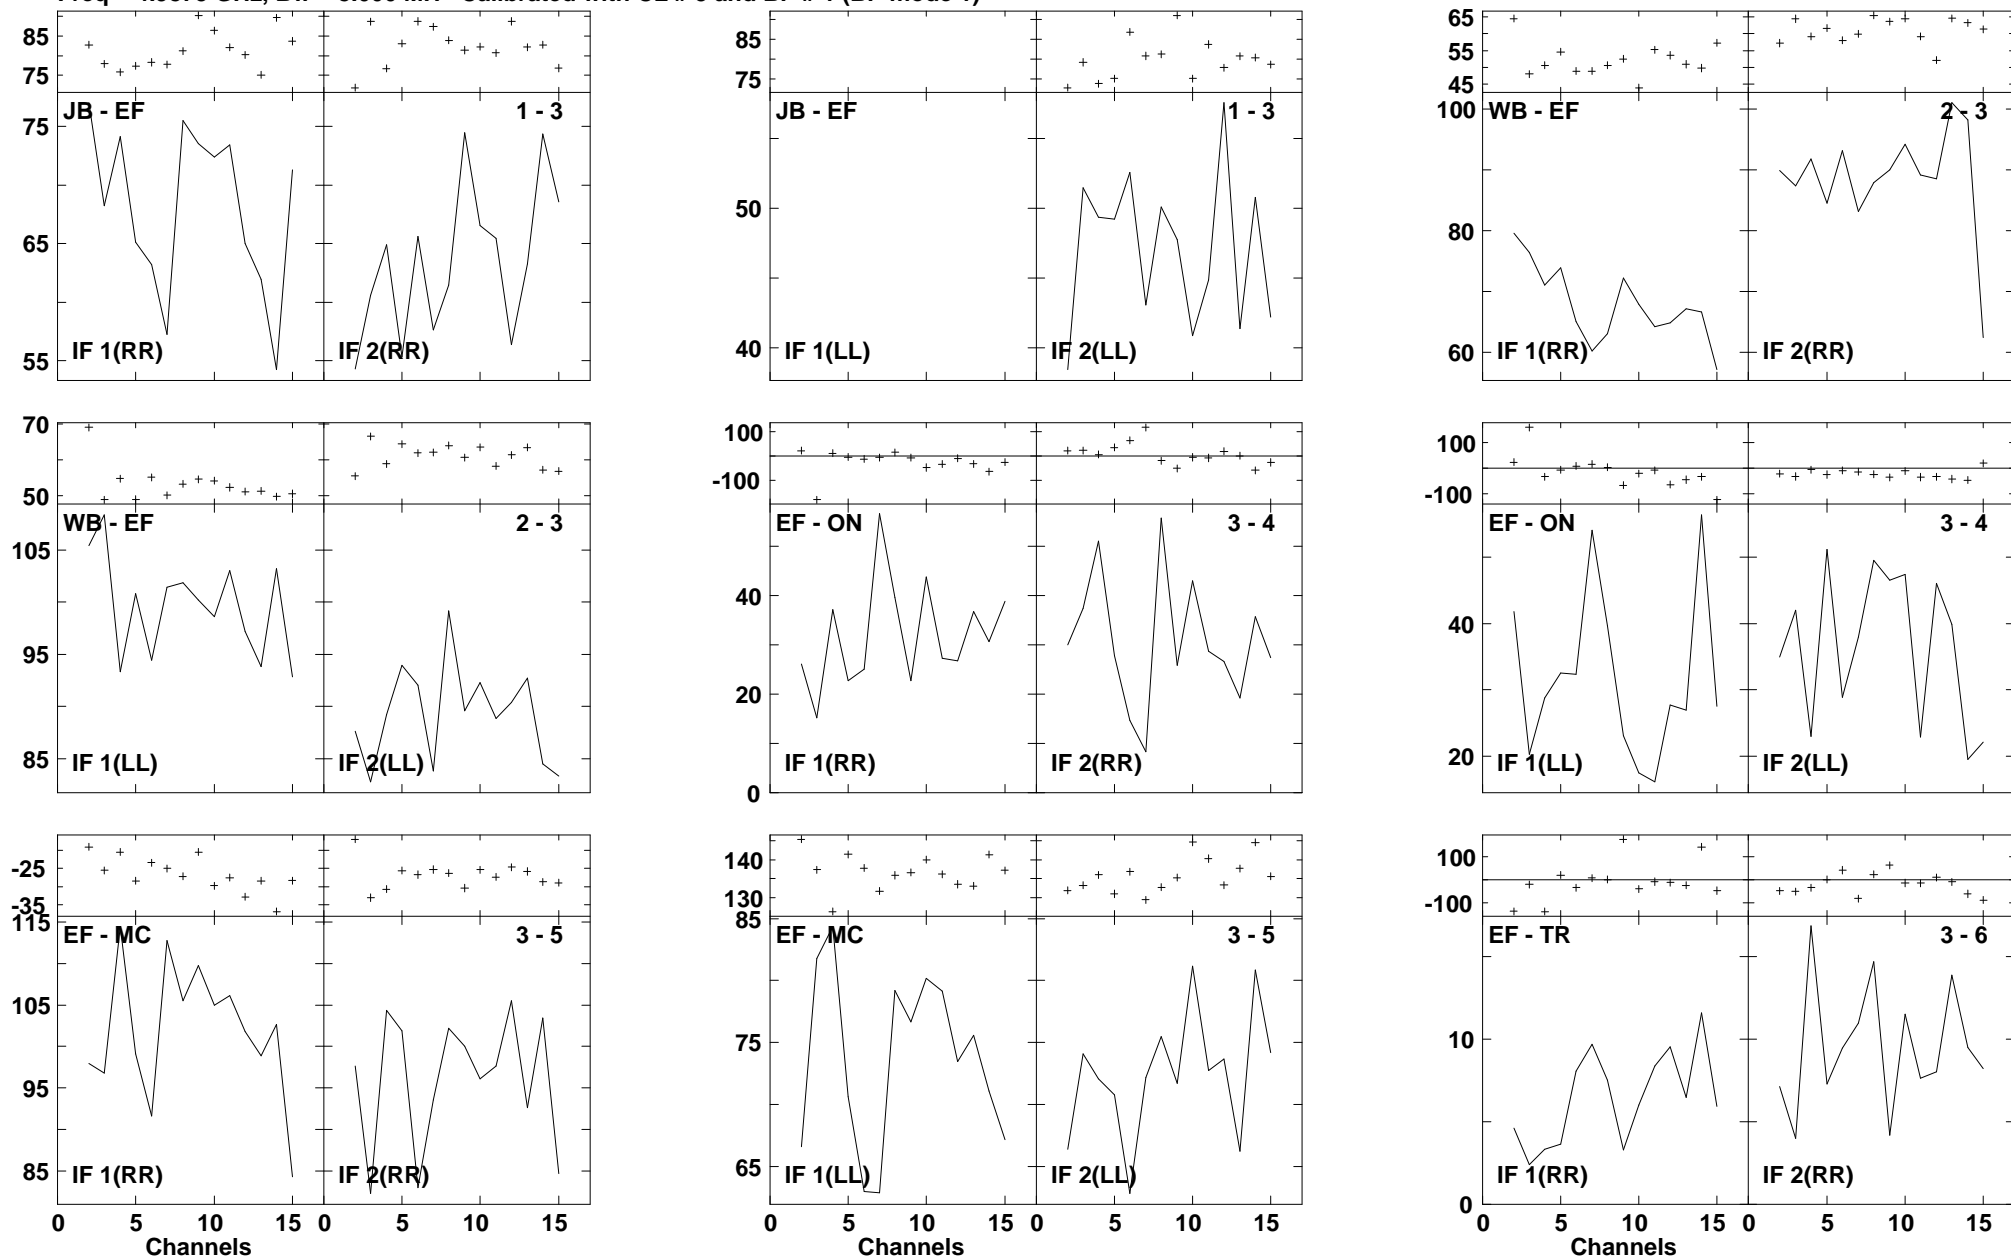 85
75
JB - EF
1 - 3
75
65
55
IF 1(RR)
IF 2(RR)
85
75
JB - EF
1 - 3
50
40
IF 1(LL)
IF 2(LL)
65
55
45
WB - EF
2 - 3
100
80
60
IF 1(RR)
IF 2(RR)
70
50
WB - EF
2 - 3
105
95
85
IF 1(LL)
IF 2(LL)
100
-100
EF - ON
3 - 4
40
20
0
IF 1(RR)
IF 2(RR)
100
-100
EF - ON
3 - 4
40
20
IF 1(LL)
IF 2(LL)
-25
-35
115
EF - MC
3 - 5
105
95
85
IF 1(RR)
IF 2(RR)
0 5 10 15 0 5 10 15
Channels
140
130
85
EF - MC
3 - 5
75
65
IF 1(LL)
IF 2(LL)
0 5 10 15 0 5 10 15
Channels
100
-100
EF - TR
3 - 6
10
0
IF 1(RR)
IF 2(RR)
0 5 10 15 0 5 10 15
Channels